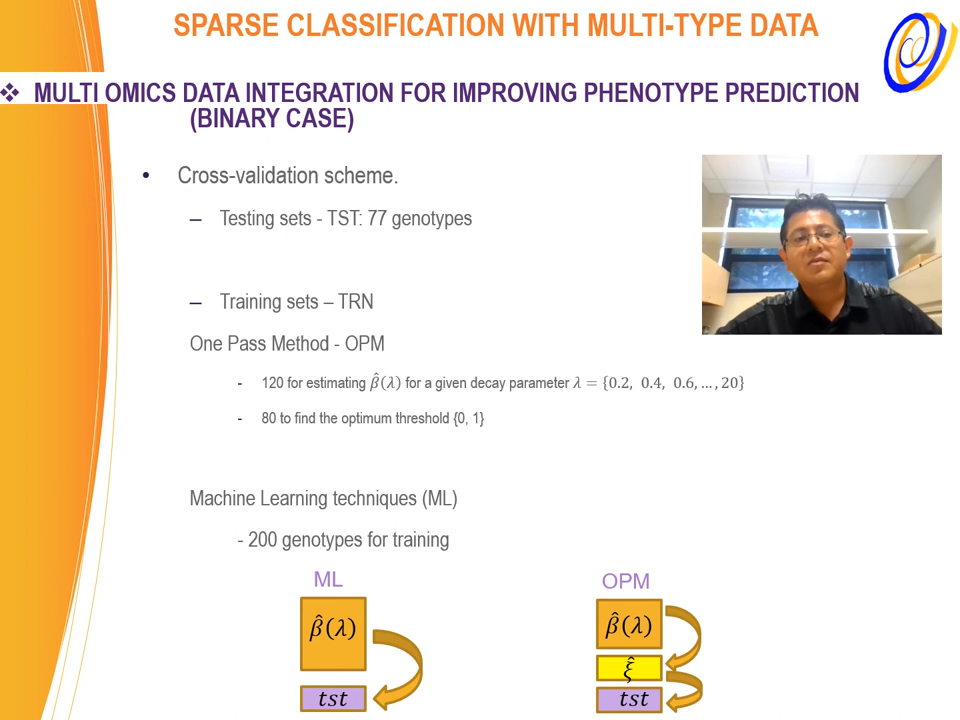 SPARSE CLASSIFICATION WITH MULTI-TYPE DATA
❖ MULTI OMICS DATA INTEGRATION FOR IMPROVING PHENOTYPE PREDICTION
(BINARY CASE)
• Cross-validation scheme.
– Testing sets - TST: 77 genotypes
– Training sets – TRN
One Pass Method - OPM
- 120 for estimating β̂(λ) for a given decay parameter λ = {0.2, 0.4, 0.6, … , 20}
- 80 to find the optimum threshold {0, 1}
Machine Learning techniques (ML)
- 200 genotypes for training
ML
β̂(λ)
tst
OPM
β̂(λ)
ξ̂
tst